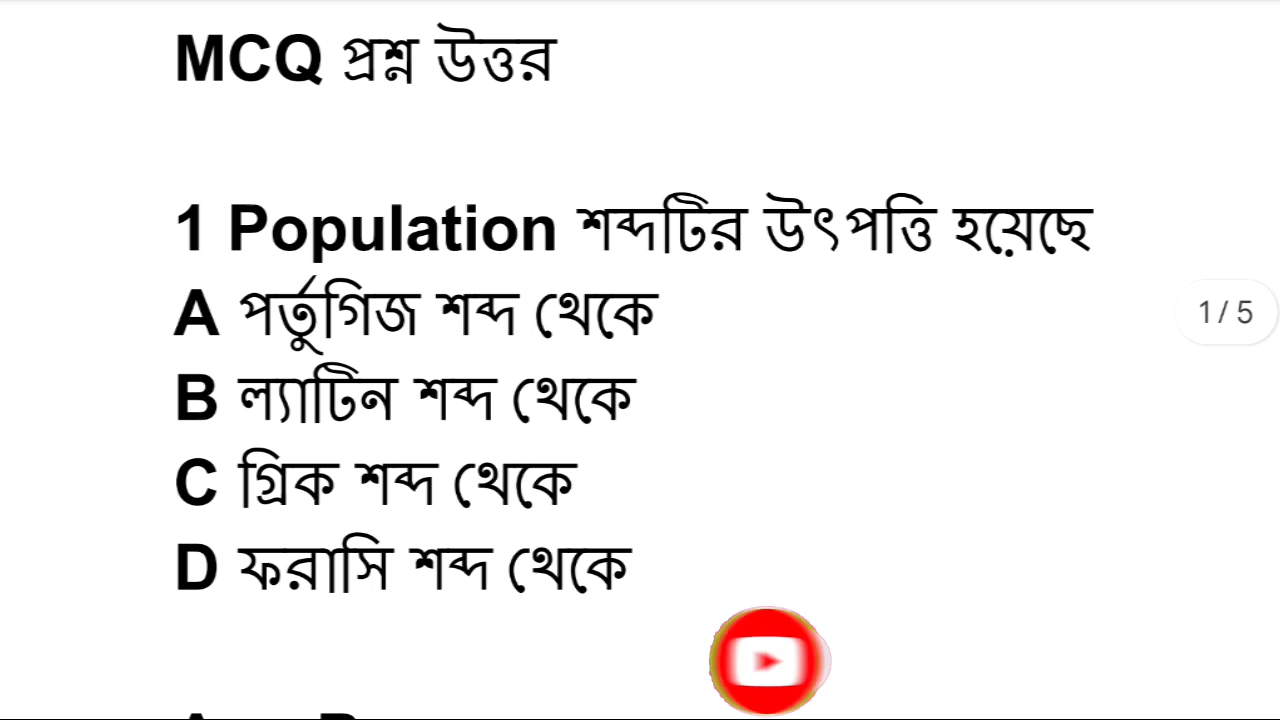 MCQ প্রশ্ন উত্তর
1 Population শব্দটির উৎপত্তি হয়েছে
A পর্তুগিজ শব্দ থেকে
1 / 5
B ল্যাটিন শব্দ থেকে
C গ্রিক শব্দ থেকে
D ফরাসি শব্দ থেকে